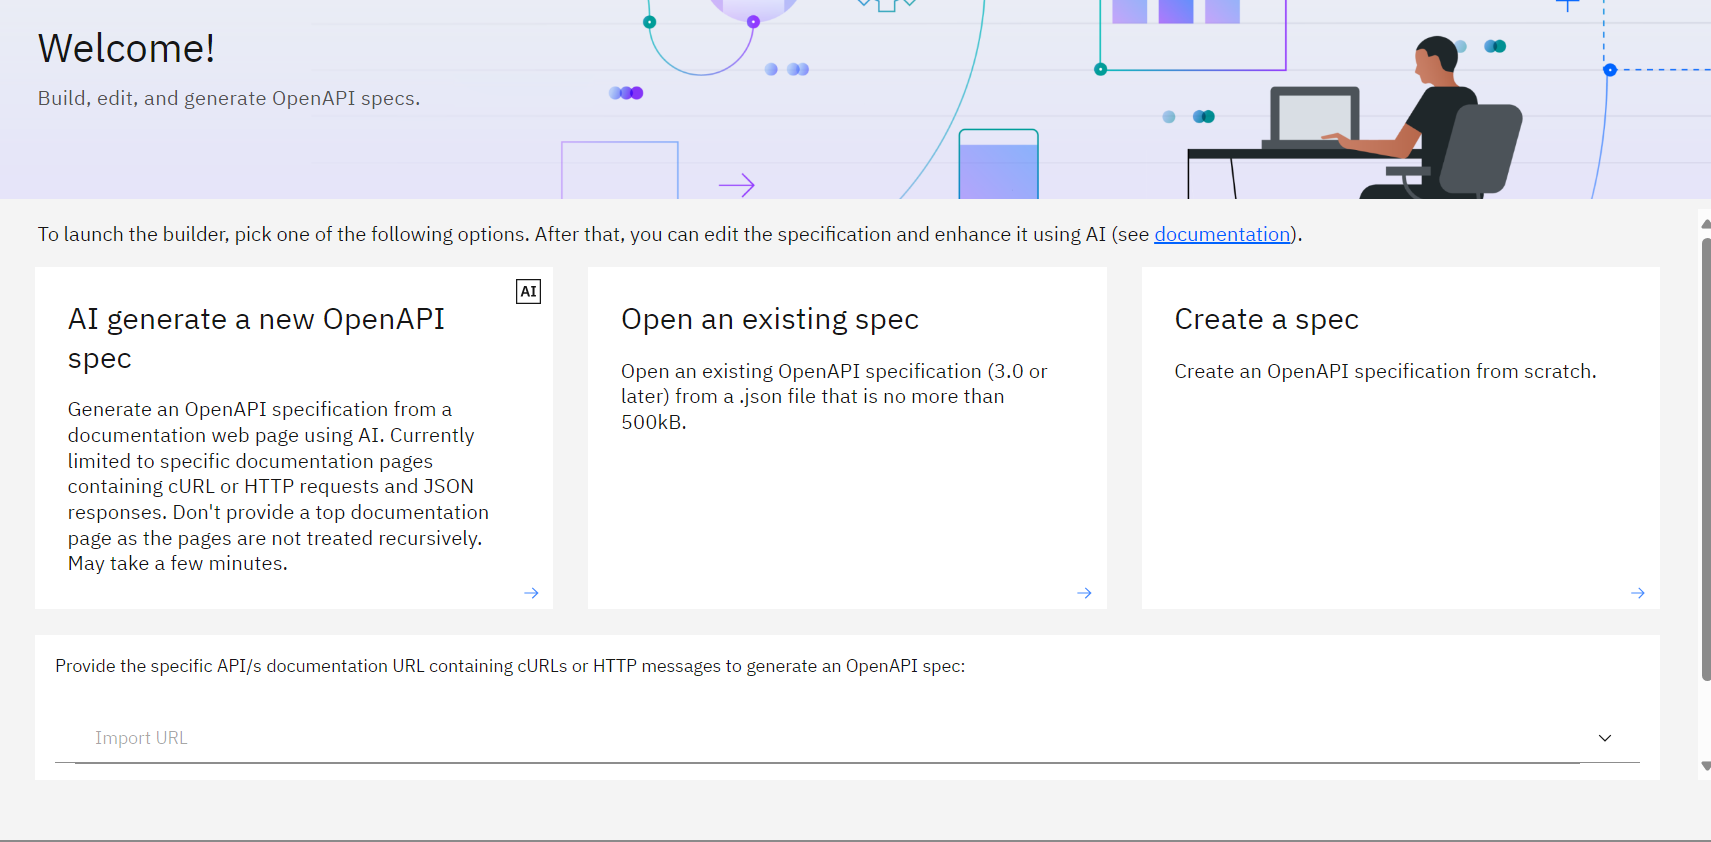 Welcome!
Build, edit, and generate OpenAPI specs.
To launch the builder, pick one of the following options. After that, you can edit the specification and enhance it using AI (see documentation).
AI
AI generate a new OpenAPI
spec
Generate an OpenAPI specification from a
documentation web page using AI. Currently
limited to specific documentation pages
containing cURL or HTTP requests and JSON
responses. Don't provide a top documentation
page as the pages are not treated recursively.
May take a few minutes.
Open an existing spec
Open an existing OpenAPI specification (3.0 or
later) from a .json file that is no more than
500kB.
Create a spec
Create an OpenAPI specification from scratch.
Provide the specific API/s documentation URL containing cURLs or HTTP messages to generate an OpenAPI spec:
Import URL